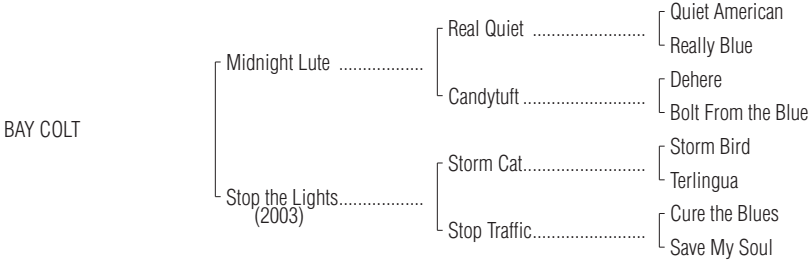 Quiet American
Real Quiet ........................
Really Blue
Midnight Lute ..................
Dehere
Candytuft ..........................
Bolt From the Blue
BAY COLT
Storm Bird
Storm Cat..........................
Terlingua
Stop the Lights..................
(2003)
Cure the Blues
Stop Traffic........................
Save My Soul